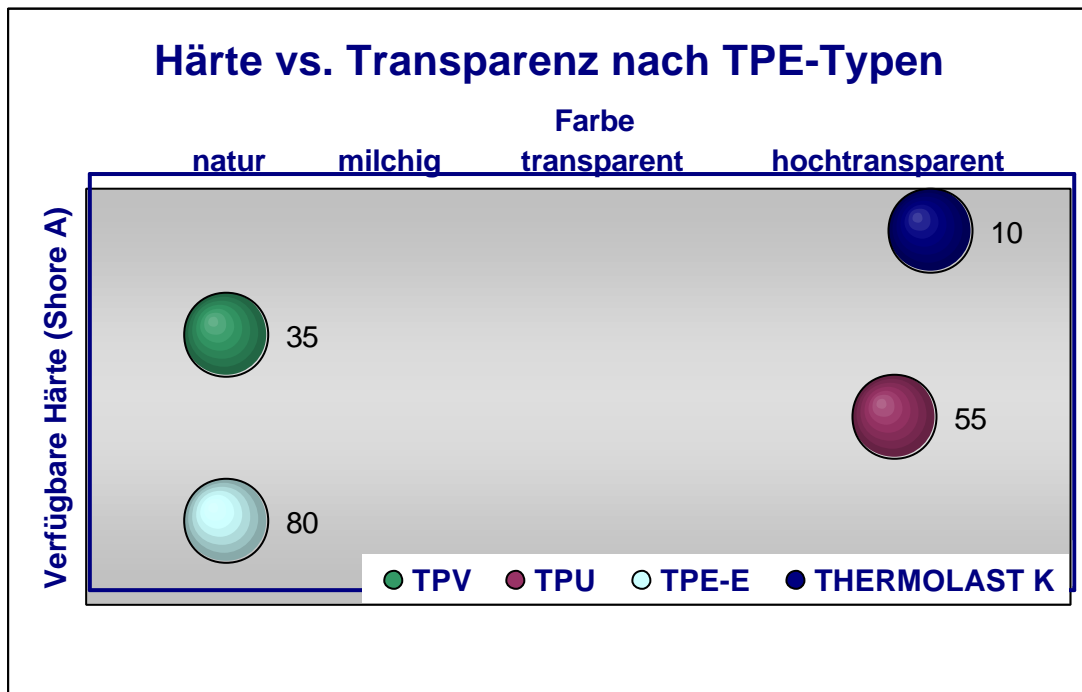 Härte vs. Transparenz nach TPE-Typen
Farbe
natur milchig transparent hochtransparent
Verfügbare Härte (Shore A)
10
35
55
80
TPV TPU TPE-E THERMOLAST K